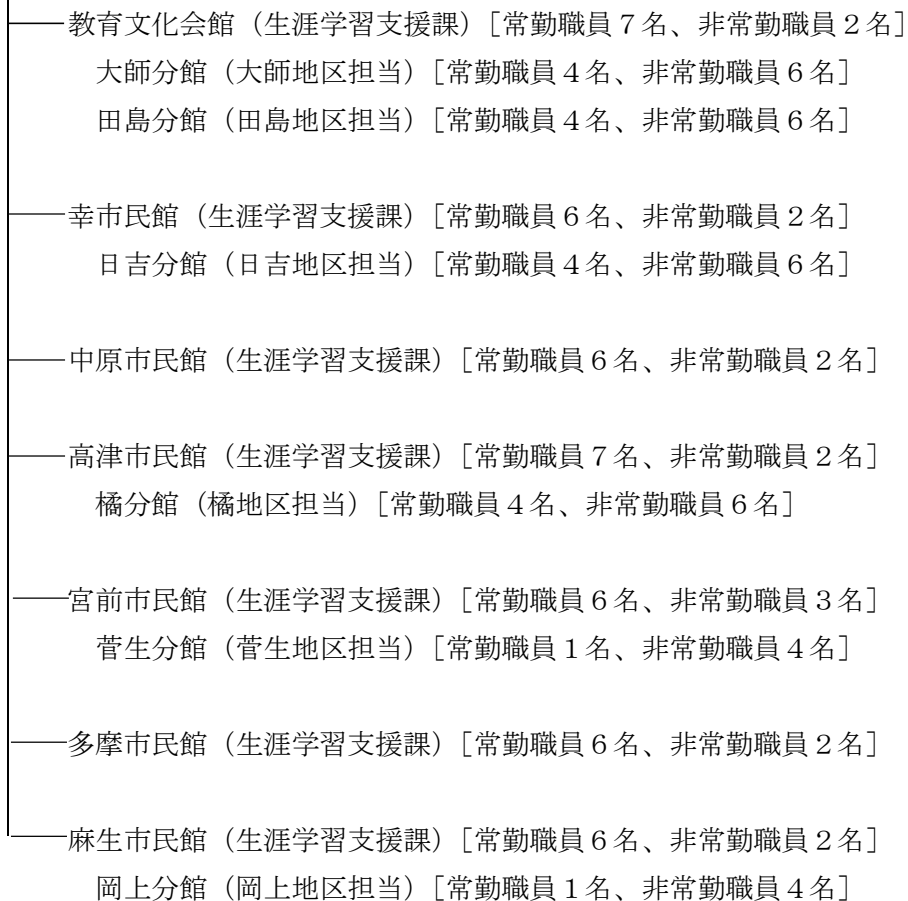 教育文化会館（生涯学習支援課）［常勤職員７名、非常勤職員２名］
大師分館（大師地区担当）［常勤職員４名、非常勤職員６名］
田島分館（田島地区担当）［常勤職員４名、非常勤職員６名］
幸市民館（生涯学習支援課）［常勤職員６名、非常勤職員２名］
日吉分館（日吉地区担当）［常勤職員４名、非常勤職員６名］
中原市民館（生涯学習支援課）［常勤職員６名、非常勤職員２名］
高津市民館（生涯学習支援課）［常勤職員７名、非常勤職員２名］
橘分館（橘地区担当）［常勤職員４名、非常勤職員６名］
宮前市民館（生涯学習支援課）［常勤職員６名、非常勤職員３名］
菅生分館（菅生地区担当）［常勤職員１名、非常勤職員４名］
多摩市民館（生涯学習支援課）［常勤職員６名、非常勤職員２名］
麻生市民館（生涯学習支援課）［常勤職員６名、非常勤職員２名］
岡上分館（岡上地区担当）［常勤職員１名、非常勤職員４名］